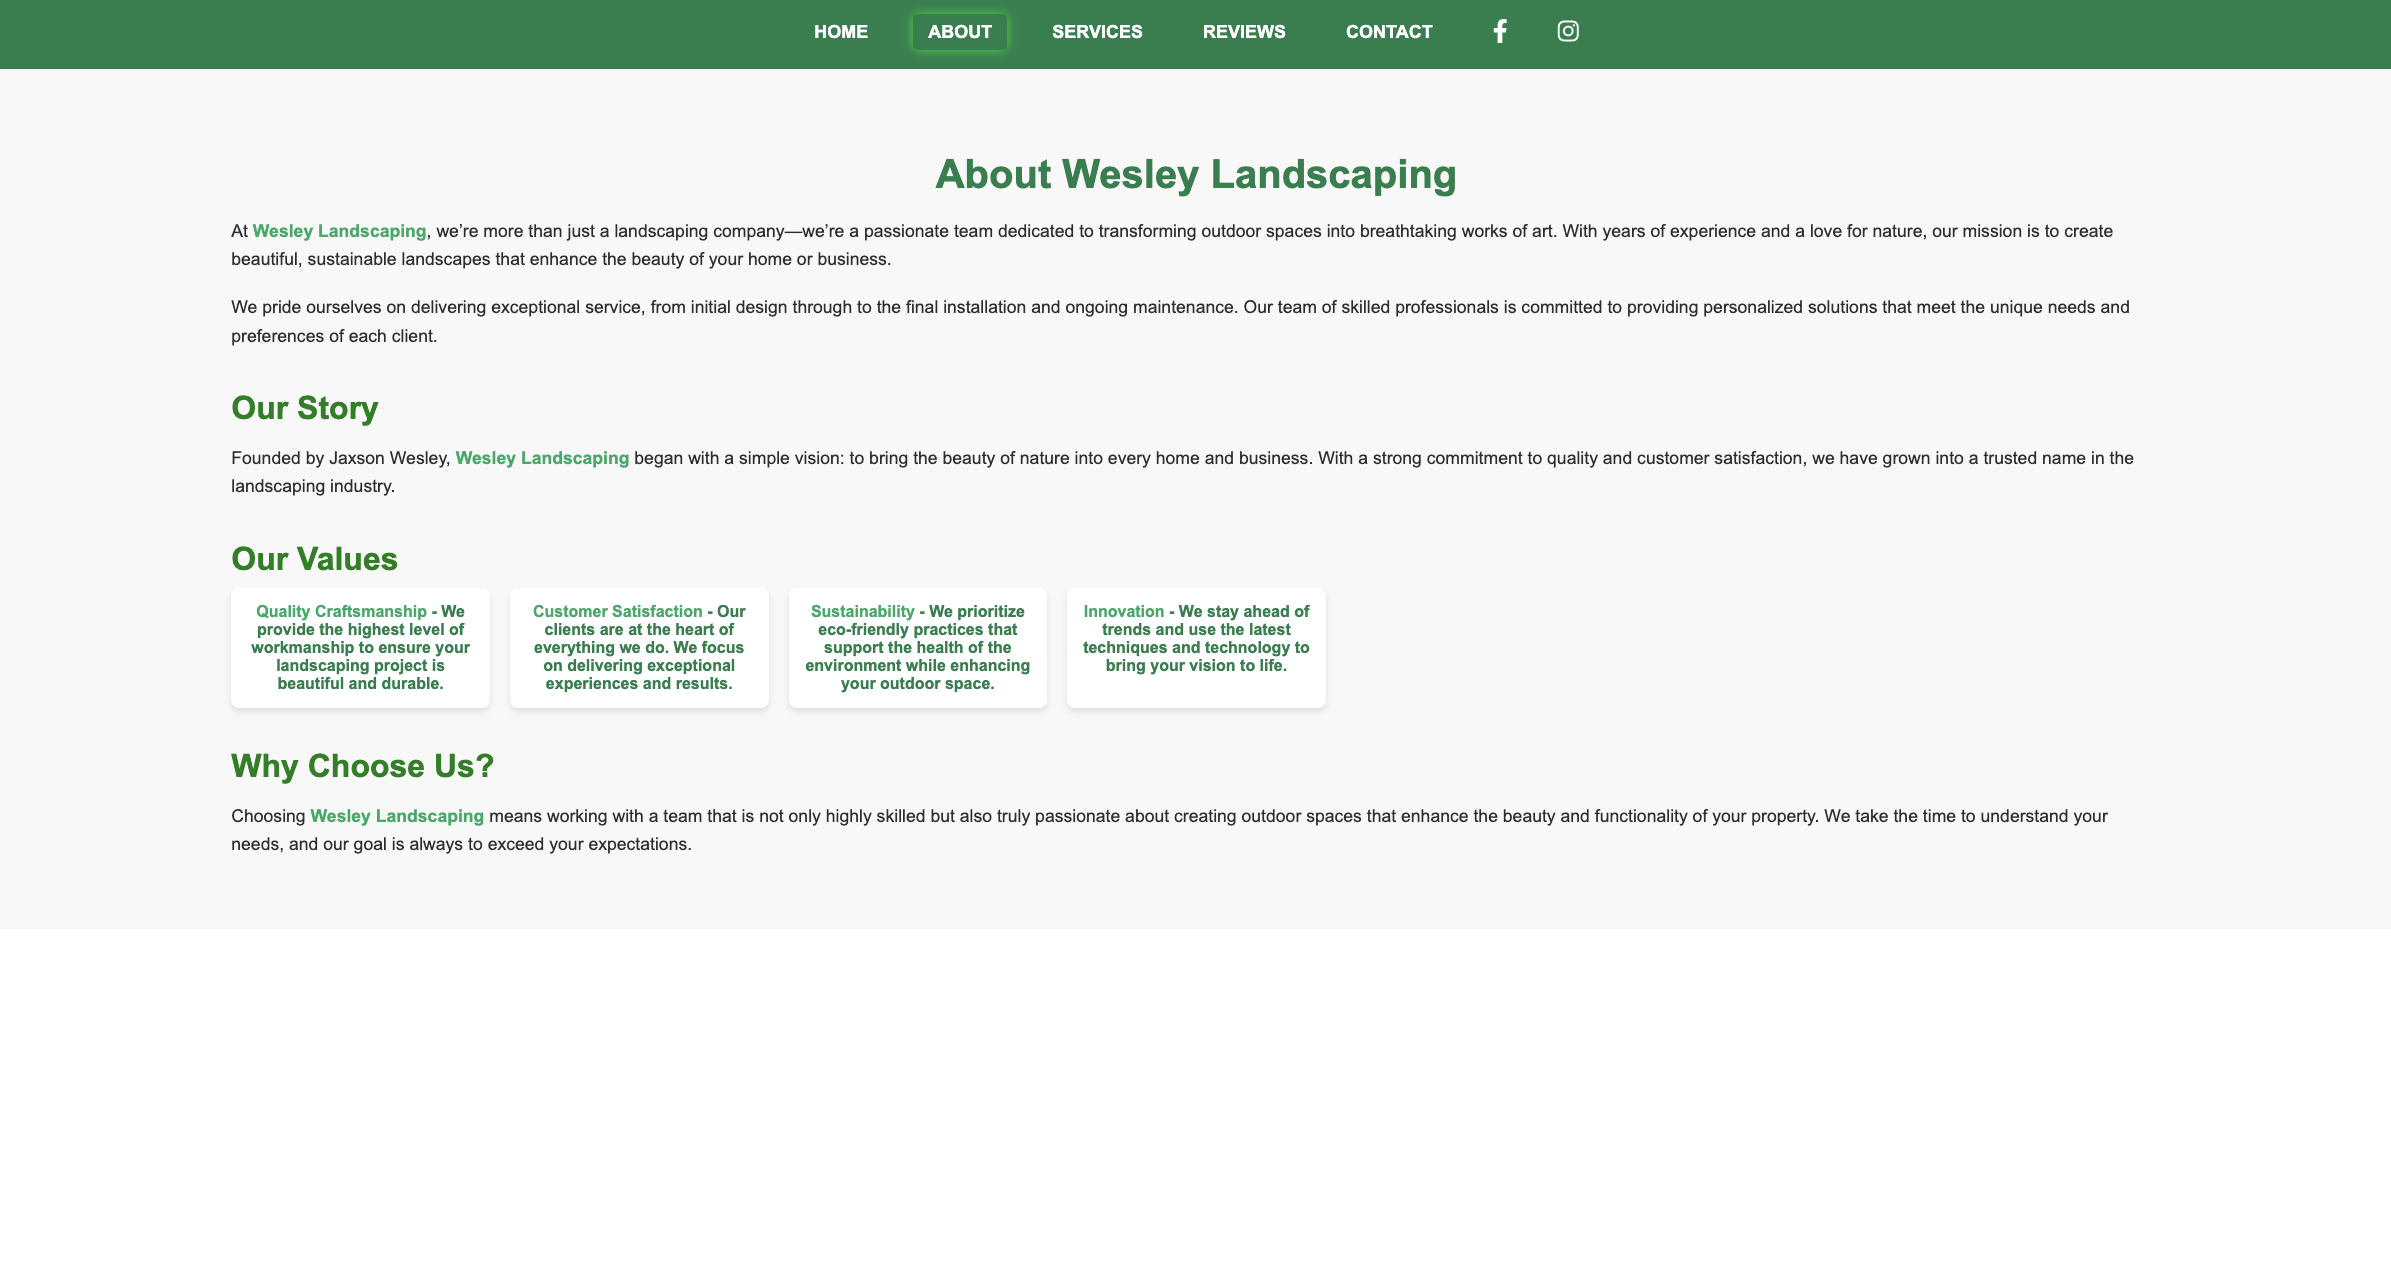 HOME ABOUT SERVICES REVIEWS CONTACT
About Wesley Landscaping
At Wesley Landscaping, we’re more than just a landscaping company—we’re a passionate team dedicated to transforming outdoor spaces into breathtaking works of art. With years of experience and a love for nature, our mission is to create
beautiful, sustainable landscapes that enhance the beauty of your home or business.
We pride ourselves on delivering exceptional service, from initial design through to the final installation and ongoing maintenance. Our team of skilled professionals is committed to providing personalized solutions that meet the unique needs and
preferences of each client.
Our Story
Founded by Jaxson Wesley, Wesley Landscaping began with a simple vision: to bring the beauty of nature into every home and business. With a strong commitment to quality and customer satisfaction, we have grown into a trusted name in the
landscaping industry.
Our Values
Quality Craftsmanship - We
provide the highest level of
workmanship to ensure your
landscaping project is
beautiful and durable.
Customer Satisfaction - Our
clients are at the heart of
everything we do. We focus
on delivering exceptional
experiences and results.
Sustainability - We prioritize
eco-friendly practices that
support the health of the
environment while enhancing
your outdoor space.
Innovation - We stay ahead of
trends and use the latest
techniques and technology to
bring your vision to life.
Why Choose Us?
Choosing Wesley Landscaping means working with a team that is not only highly skilled but also truly passionate about creating outdoor spaces that enhance the beauty and functionality of your property. We take the time to understand your
needs, and our goal is always to exceed your expectations.